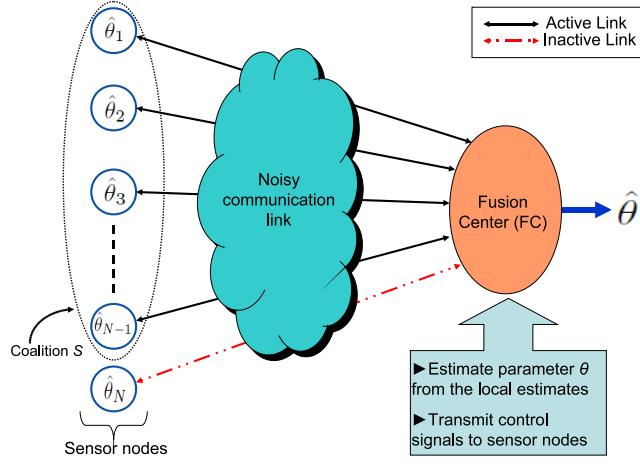 Active Link
Inactive Link
θ̂₁
θ̂₂
θ̂₃
θ̂_{N−1}
θ̂_N
Coalition S
Sensor nodes
Noisy
communication
link
Fusion
Center (FC)
θ̂
►Estimate parameter θ
from the local estimates
►Transmit control
signals to sensor nodes